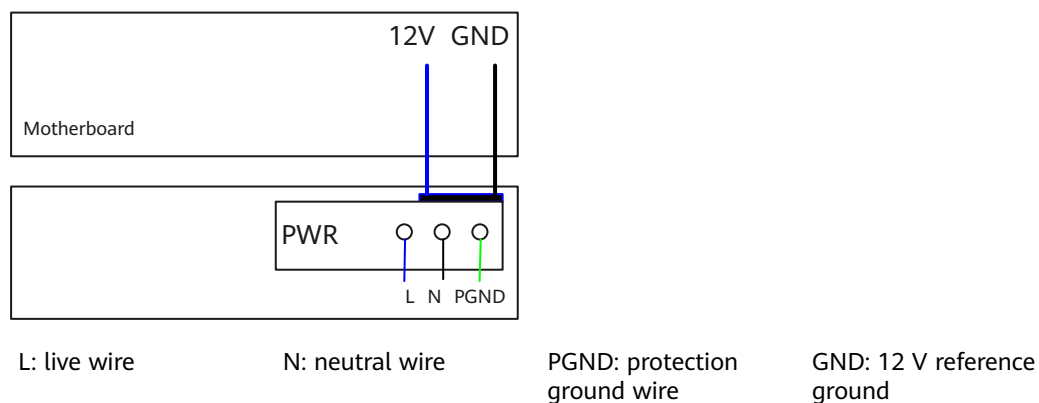 12V GND
Motherboard
PWR
L N PGND
L: live wire
N: neutral wire
PGND: protection
ground wire
GND: 12 V reference
ground